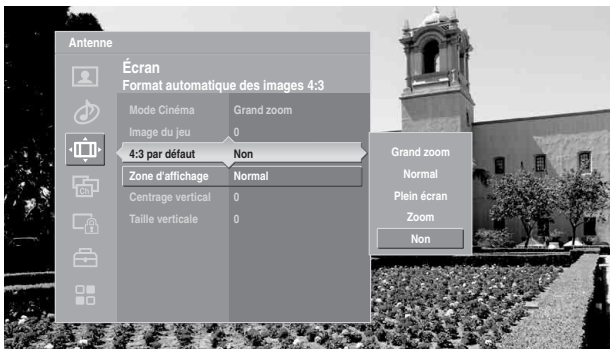 Antenne
Écran
Format automatique des images 4:3
Mode Cinéma Grand zoom
Image du jeu 0
4:3 par défaut Non
Zone d'affichage Normal
Centrage vertical 0
Taille verticale 0
Grand zoom
Normal
Plein écran
Zoom
Non
Ch